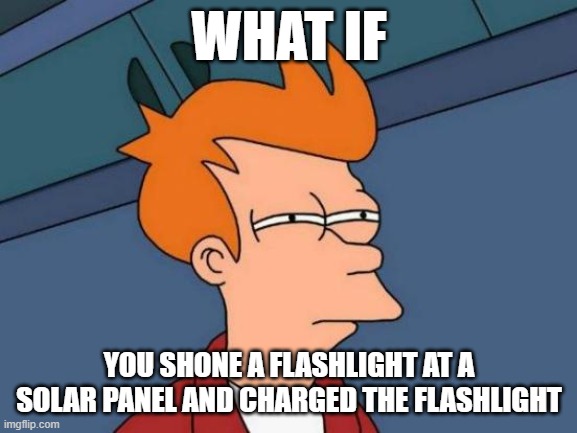 WHAT IF
YOU SHONE A FLASHLIGHT AT A
SOLAR PANEL AND CHARGED THE FLASHLIGHT
imgflip.com